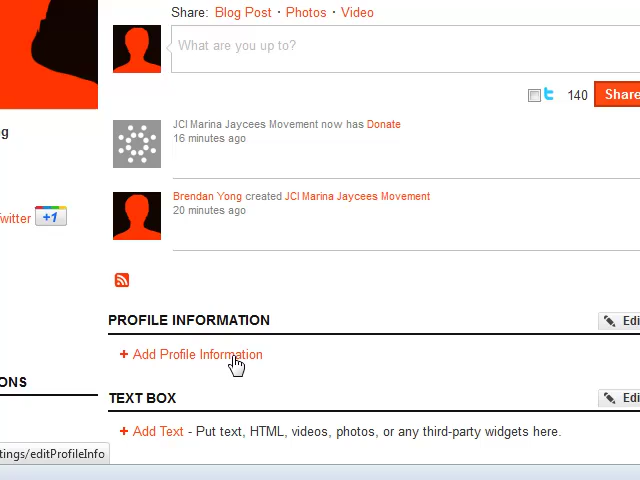 Share: Blog Post · Photos · Video
What are you up to?
140
Share
g
JCI Marina Jaycees Movement now has Donate
16 minutes ago
Brendan Yong created JCI Marina Jaycees Movement
20 minutes ago
witter +1
PROFILE INFORMATION
Edi
+ Add Profile Information
ONS
TEXT BOX
Edi
+ Add Text - Put text, HTML, videos, photos, or any third-party widgets here.
tings/editProfileInfo